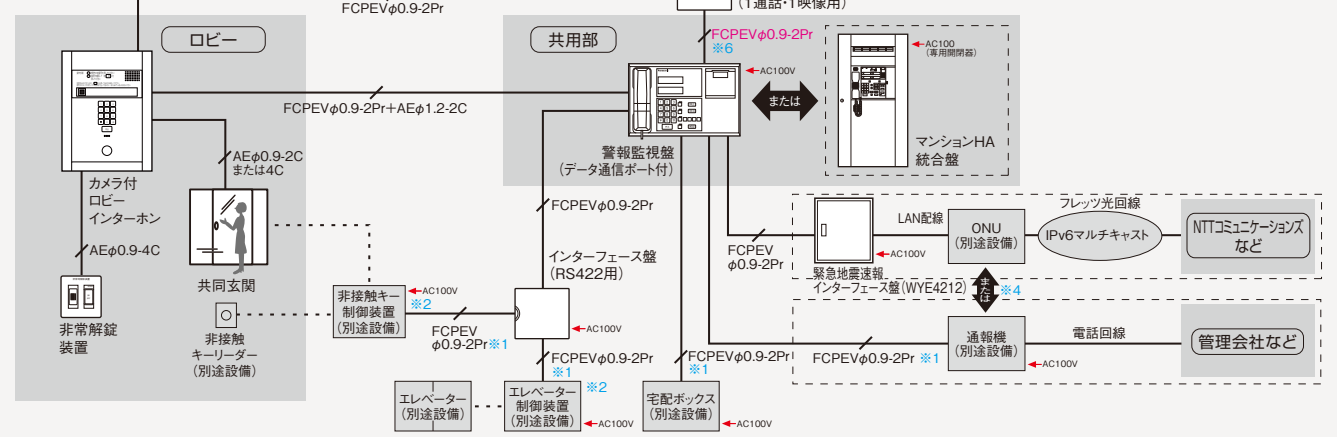 FCPEVφ0.9-2Pr
(1通話・1映像用)
ロビー
共用部
FCPEVφ0.9-2Pr
※6
AC100V
または
AC100
(専用開閉器)
マンションHA
統合盤
FCPEVφ0.9-2Pr+AEφ1.2-2C
警報監視盤
(データ通信ポート付)
カメラ付
ロビー
インターホン
AEφ0.9-2C
または4C
AEφ0.9-4C
非常解錠
装置
共同玄関
非接触
キーリーダー
(別途設備)
FCPEVφ0.9-2Pr
インターフェース盤
(RS422用)
AC100V
非接触キー
制御装置
(別途設備)
AC100V
※2
FCPEV
φ0.9-2Pr※1
FCPEVφ0.9-2Pr
※1
エレベーター
(別途設備)
エレベーター
制御装置
(別途設備)
※2
AC100V
FCPEVφ0.9-2Pr
※1
宅配ボックス
(別途設備)
AC100V
FCPEV
φ0.9-2Pr
AC100V
緊急地震速報
インターフェース盤(WYE4212)
LAN配線
ONU
(別途設備)
フレッツ光回線
IPv6マルチキャスト
NTTコミュニケーションズ
など
または
※4
FCPEVφ0.9-2Pr ※1
通報機
(別途設備)
AC100V
電話回線
管理会社など